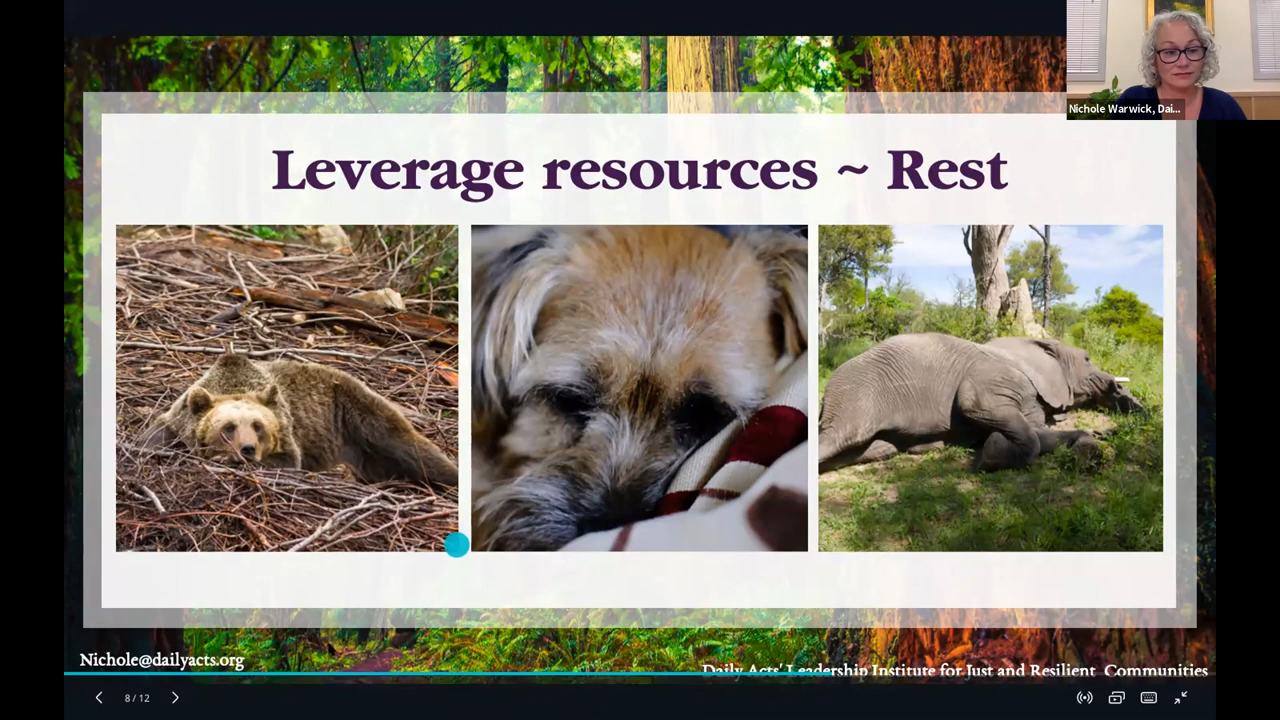 Nichole Warwick, Dai...
Leverage resources ~ Rest
Nichole@dailyacts.org
Daily Acts' Leadership Institute for Just and Resilient Communities
8 / 12